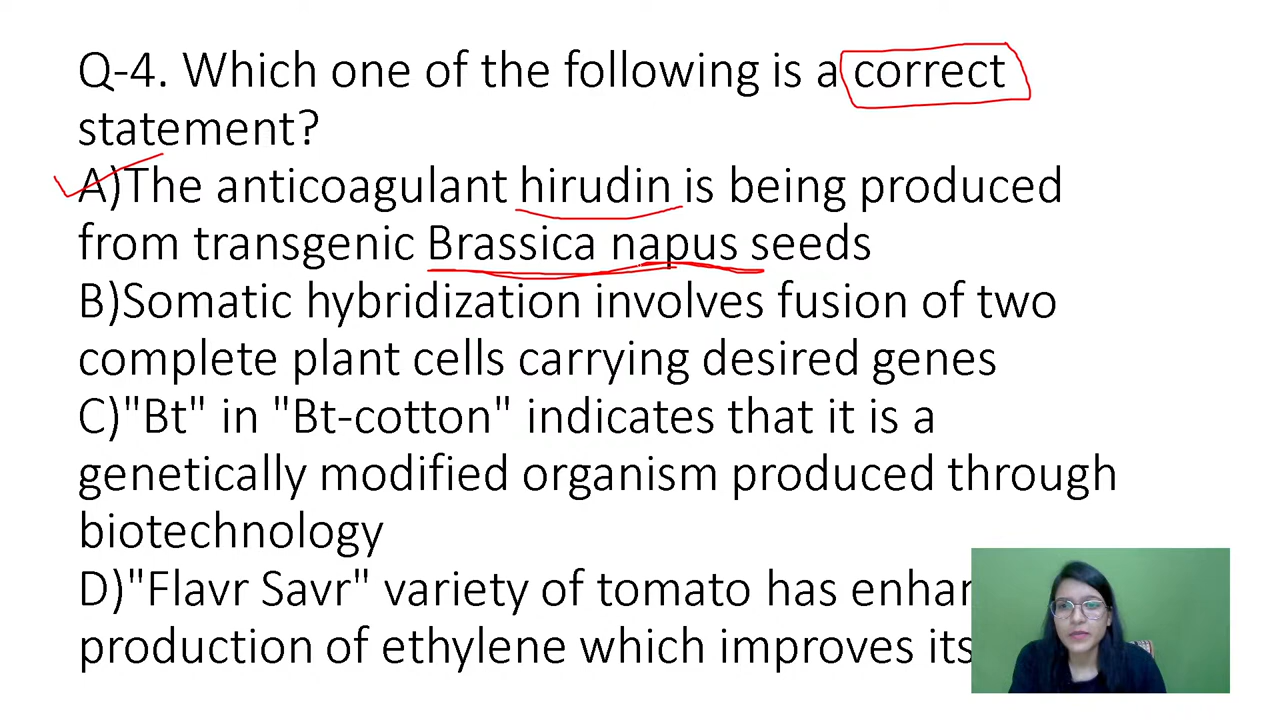 Q-4. Which one of the following is a correct
statement?
A)The anticoagulant hirudin is being produced
from transgenic Brassica napus seeds
B)Somatic hybridization involves fusion of two
complete plant cells carrying desired genes
C)"Bt" in "Bt-cotton" indicates that it is a
genetically modified organism produced through
biotechnology
D)"Flavr Savr" variety of tomato has
production of ethylene which improves its